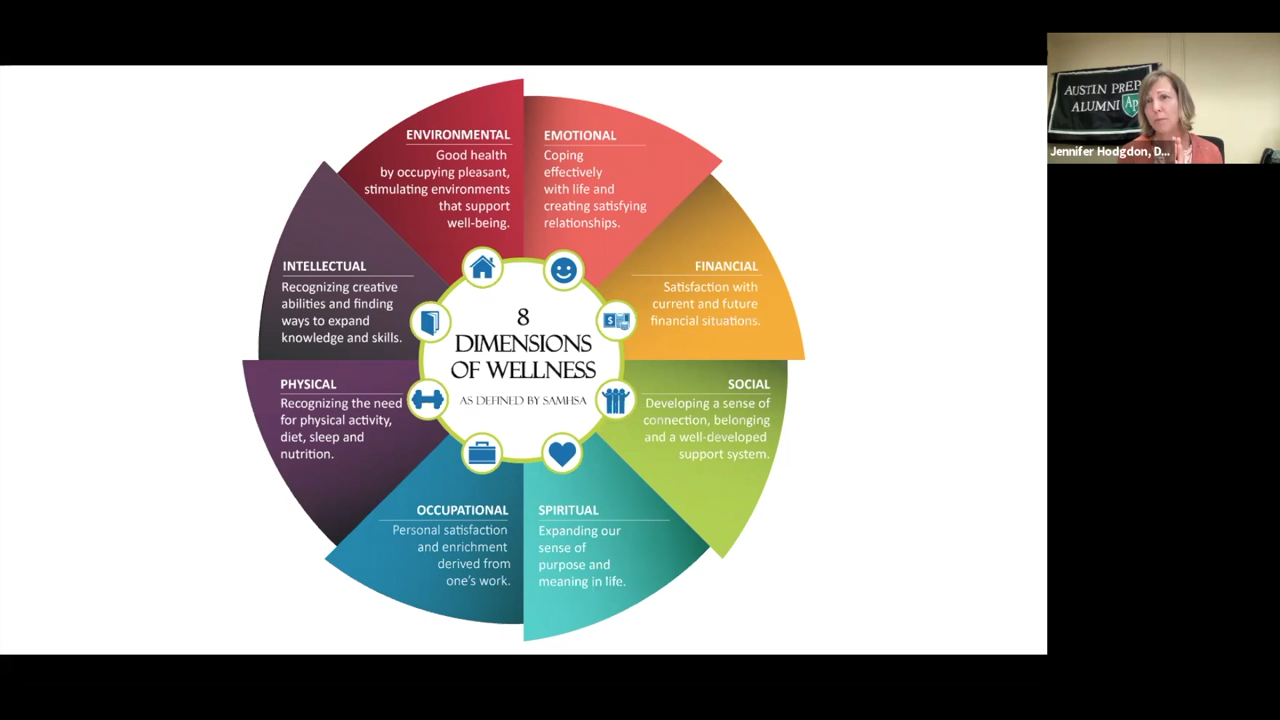 ENVIRONMENTAL
Good health
by occupying pleasant,
stimulating environments
that support
well-being.
EMOTIONAL
Coping
effectively
with life and
creating satisfying
relationships.
INTELLECTUAL
Recognizing creative
abilities and finding
ways to expand
knowledge and skills.
FINANCIAL
Satisfaction with
current and future
financial situations.
8
DIMENSIONS
OF WELLNESS
AS DEFINED BY SAMHSA
$
PHYSICAL
Recognizing the need
for physical activity,
diet, sleep and
nutrition.
SOCIAL
Developing a sense of
connection, belonging
and a well-developed
support system.
OCCUPATIONAL
Personal satisfaction
and enrichment
derived from
one's work.
SPIRITUAL
Expanding our
sense of
purpose and
meaning in life.
AUSTIN PREP
ALUMNI
AP
Jennifer Hodgdon, D...